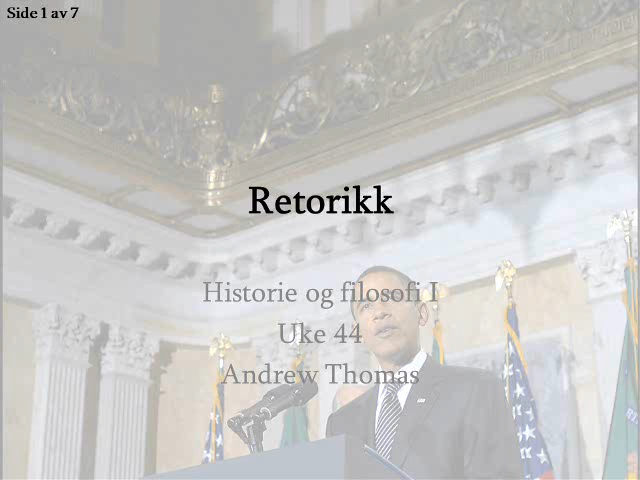 Side 1 av 7
Retorikk
Historie og filosofi I
Uke 44
Andrew Thomas